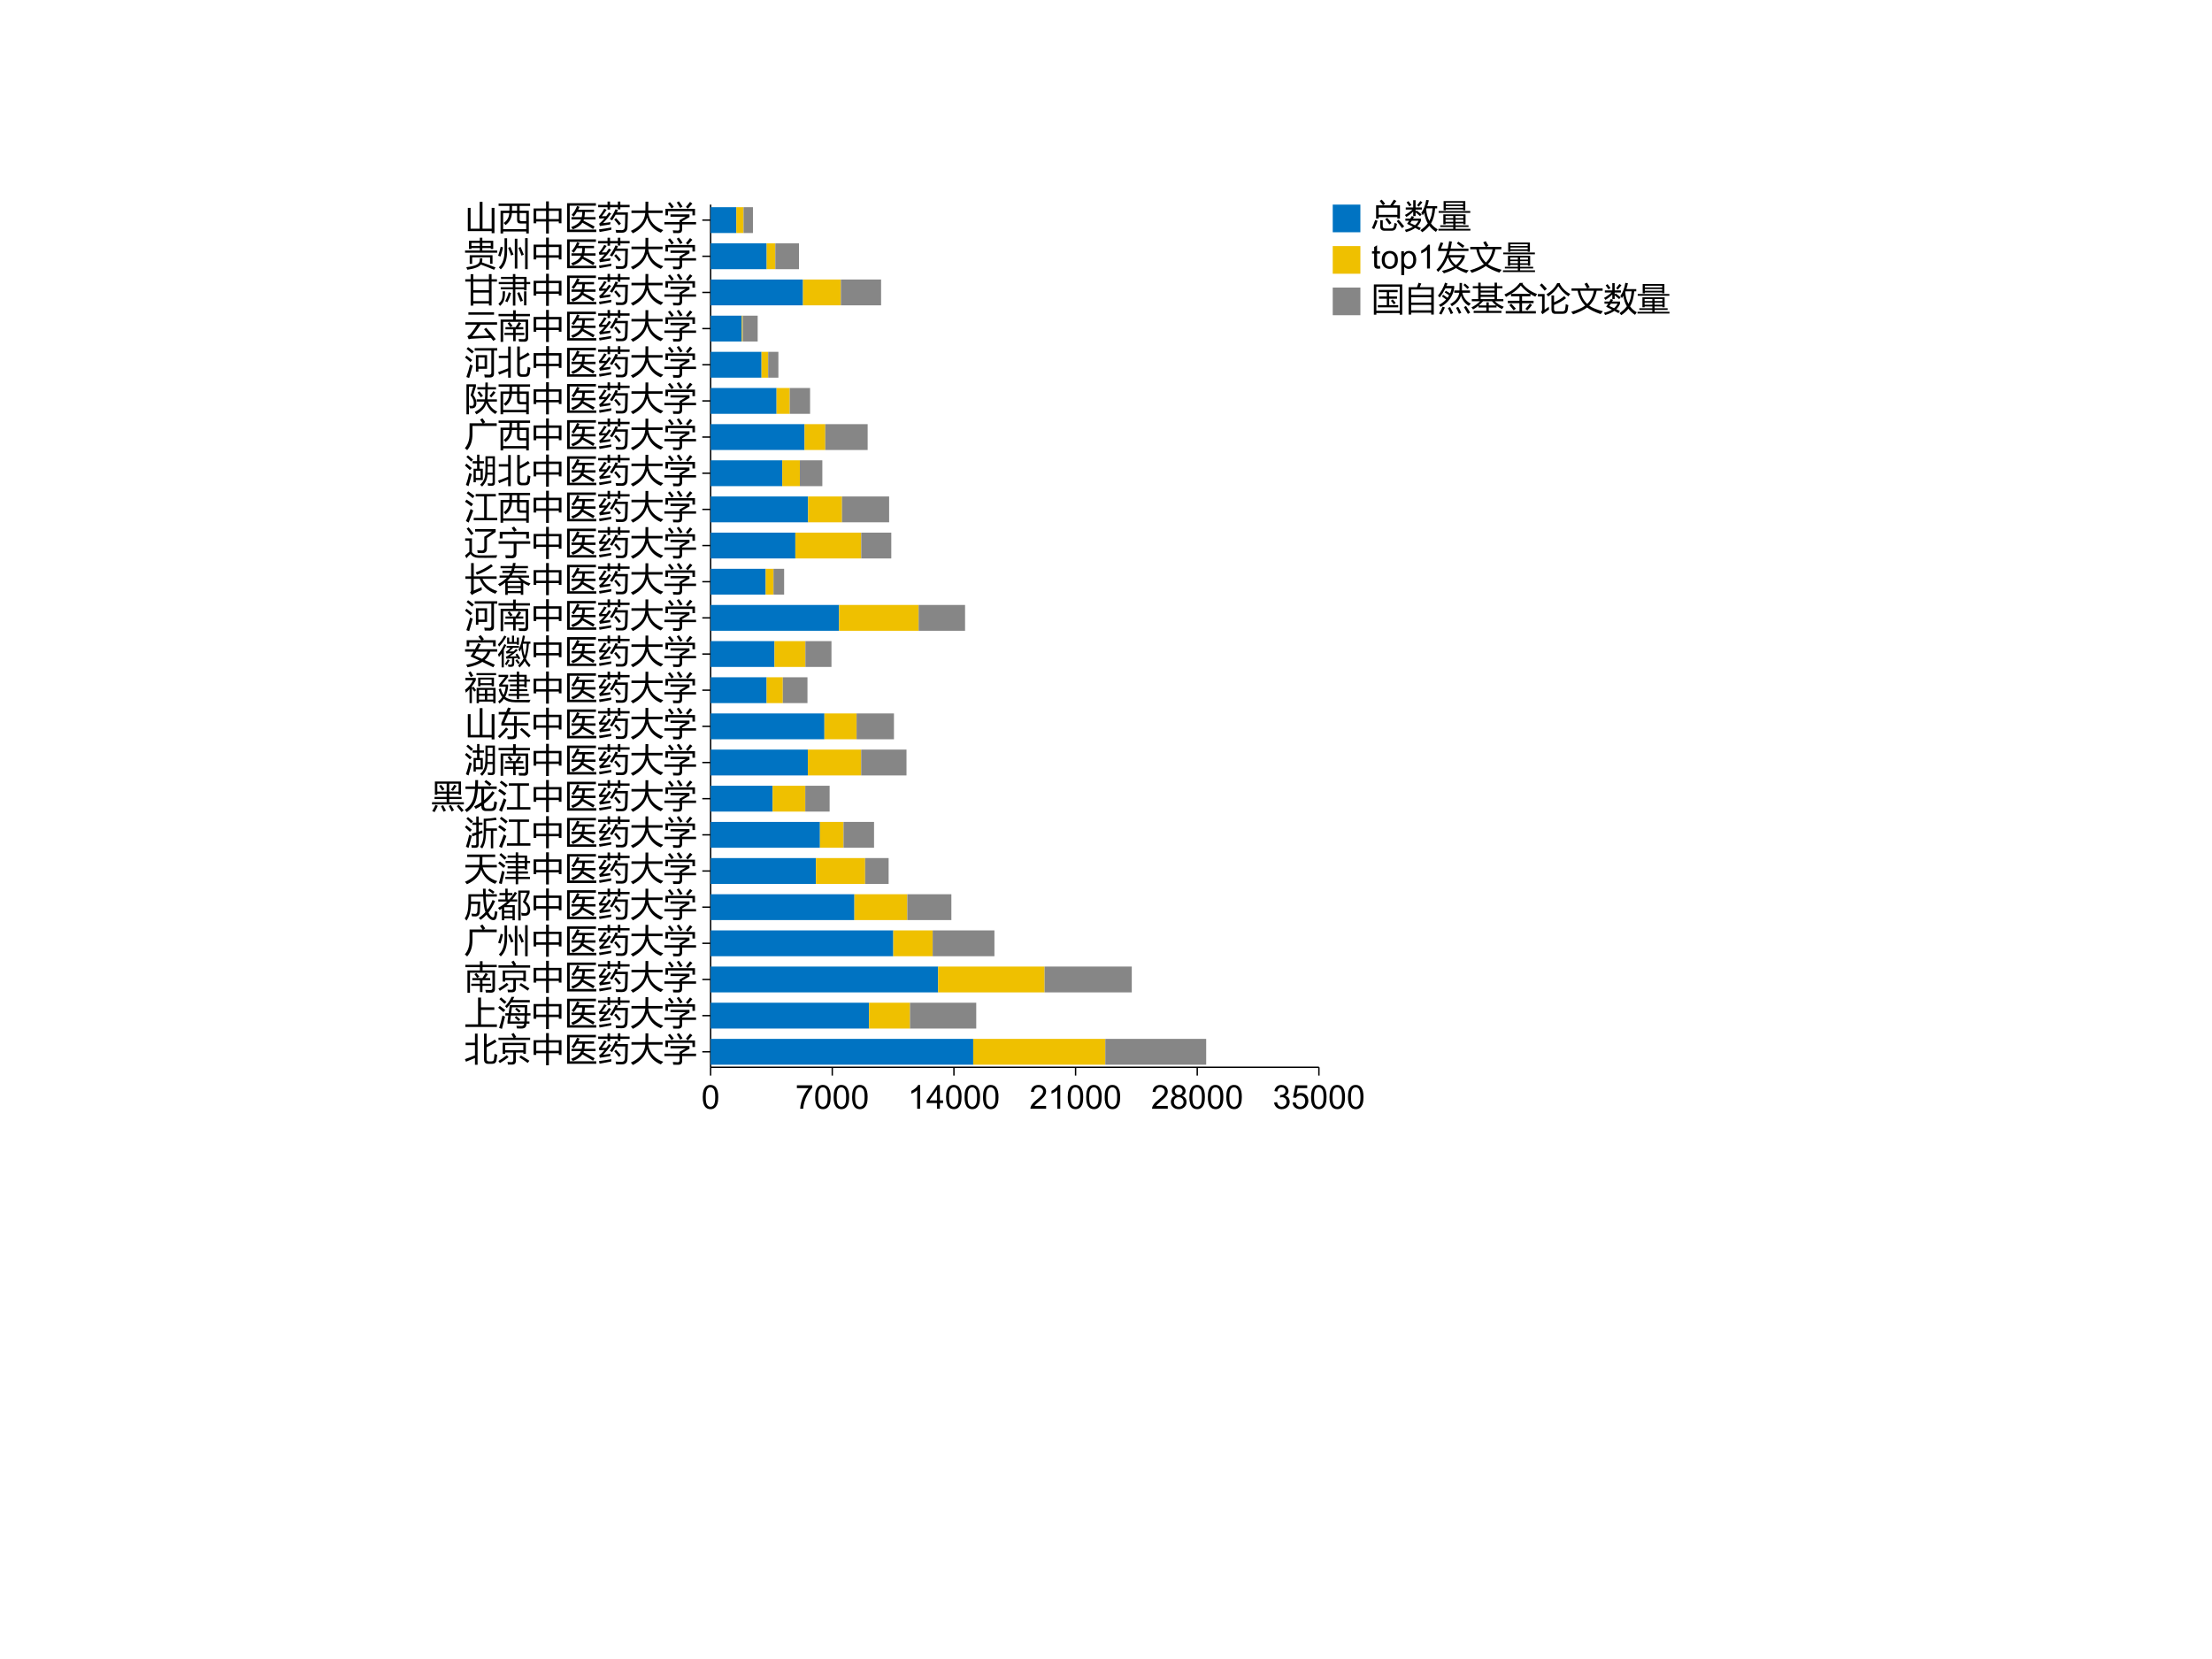 山西中医药大学
贵州中医药大学
甘肃中医药大学
云南中医药大学
河北中医药大学
陕西中医药大学
广西中医药大学
湖北中医药大学
江西中医药大学
辽宁中医药大学
长春中医药大学
河南中医药大学
安徽中医药大学
福建中医药大学
山东中医药大学
湖南中医药大学
黑龙江中医药大学
浙江中医药大学
天津中医药大学
成都中医药大学
广州中医药大学
南京中医药大学
上海中医药大学
北京中医药大学
0 7000 14000 21000 28000 35000
总数量
top1发文量
国自然基金论文数量